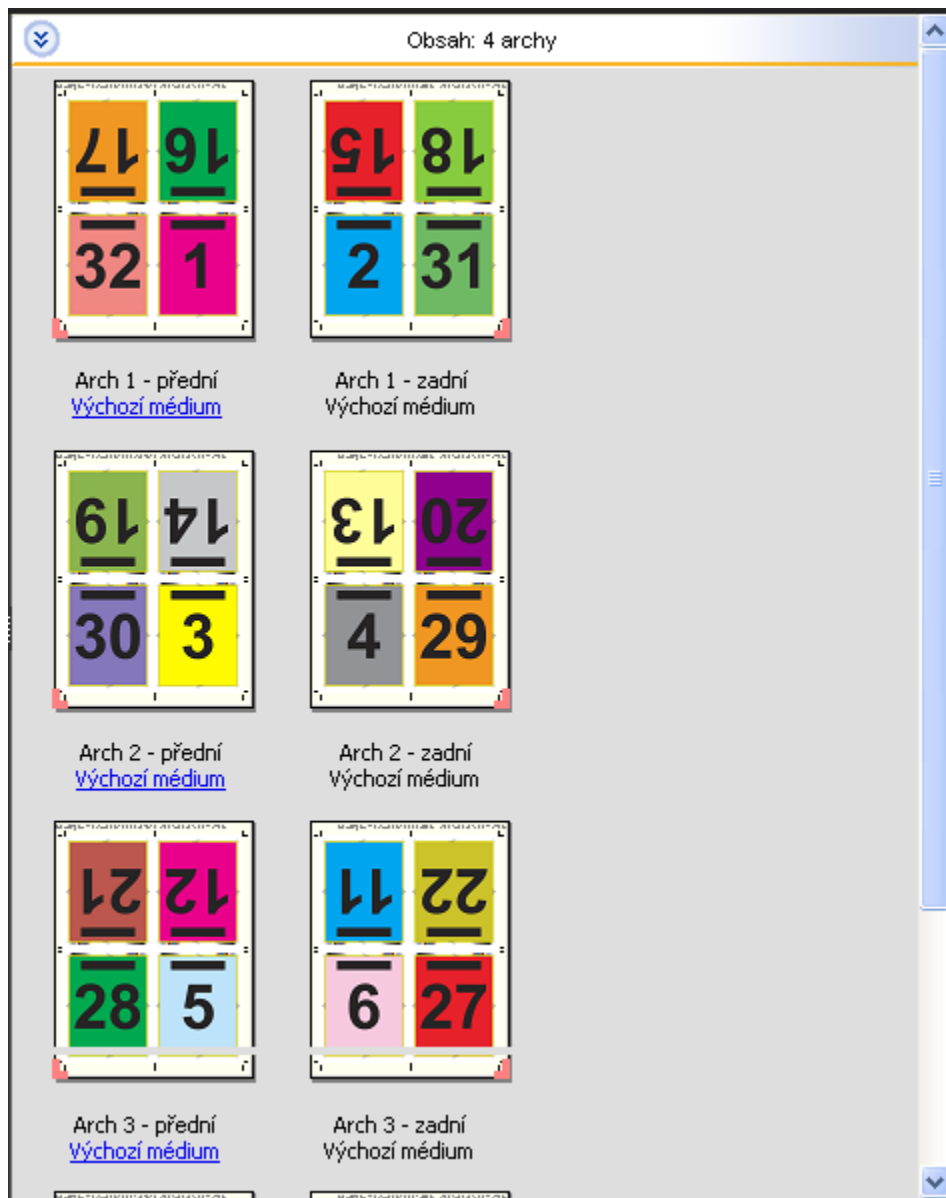 Obsah: 4 archy
17 16
32 1
15 18
2 31
Arch 1 - přední
Výchozí médium
Arch 1 - zadní
Výchozí médium
19 14
30 3
13 20
4 29
Arch 2 - přední
Výchozí médium
Arch 2 - zadní
Výchozí médium
21 12
28 5
11 22
6 27
Arch 3 - přední
Výchozí médium
Arch 3 - zadní
Výchozí médium